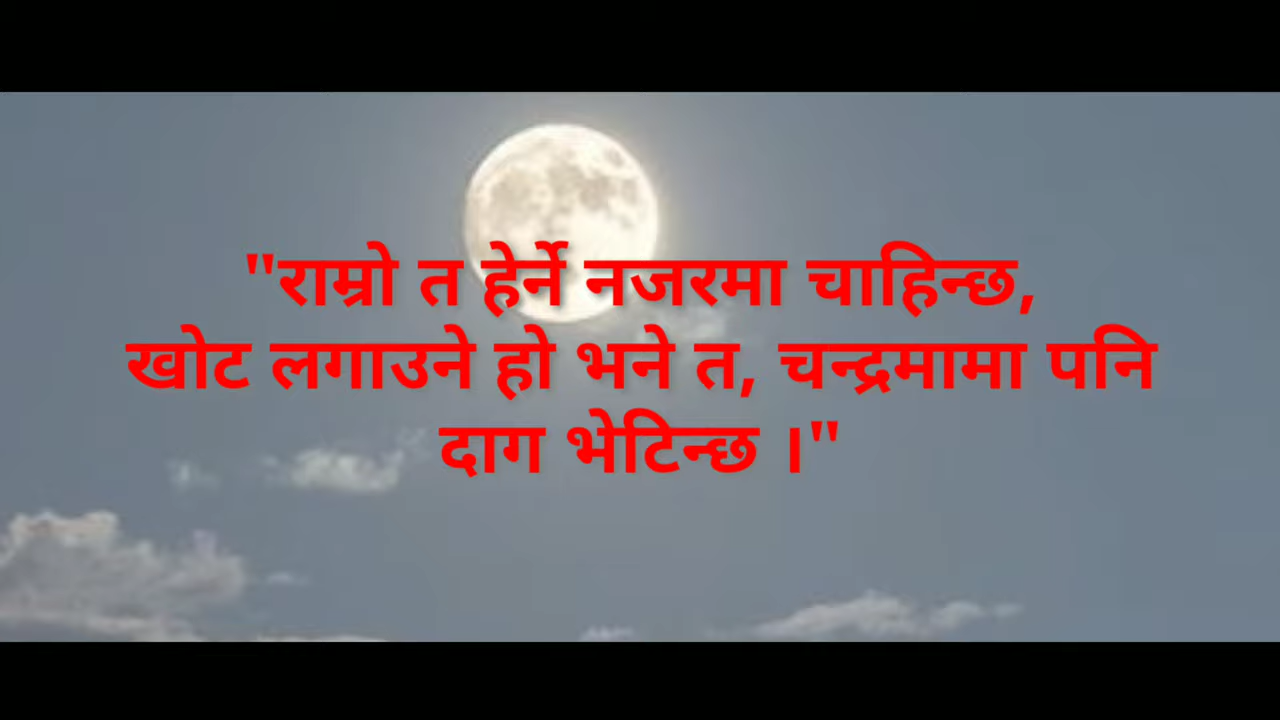 "राम्रो त हेर्ने नजरमा चाहिन्छ,
खोट लगाउने हो भने त, चन्द्रमामा पनि
दाग भेटिन्छ ।"